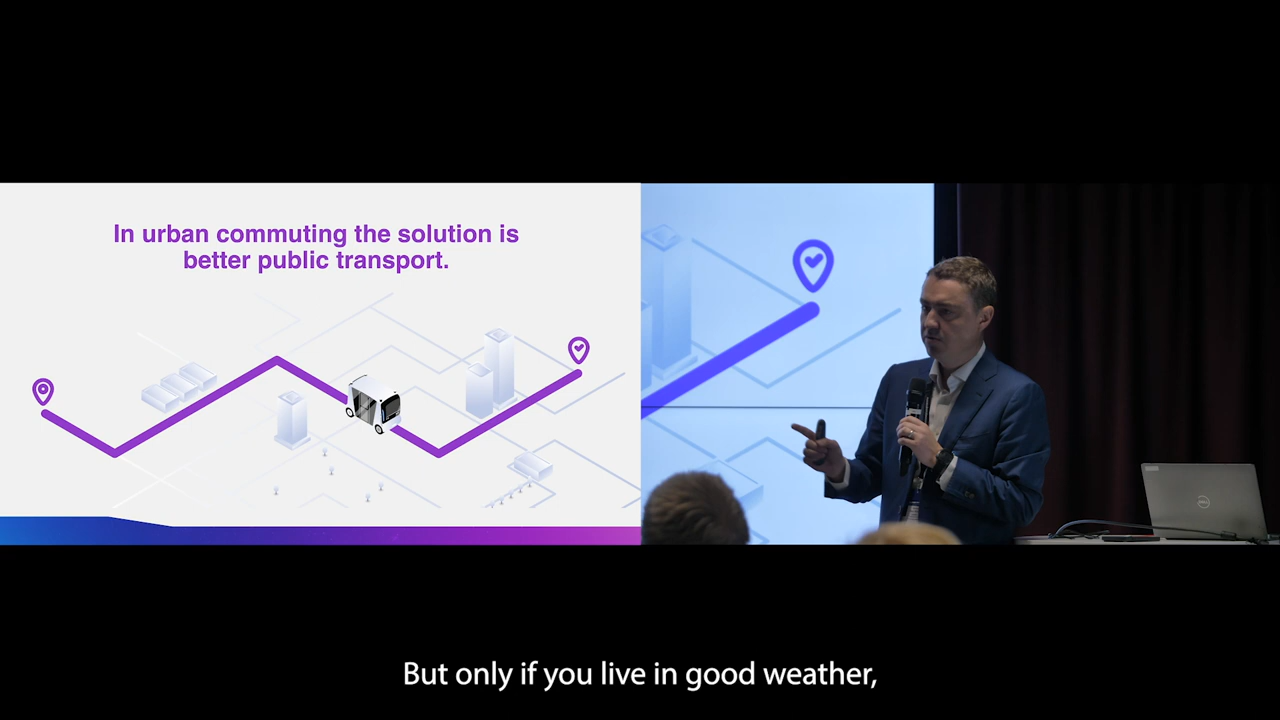 In urban commuting the solution is
better public transport.
But only if you live in good weather,